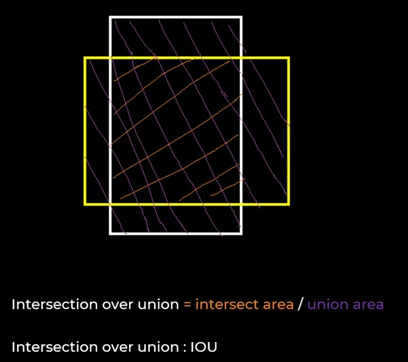 Intersection over union = intersect area / union area
Intersection over union : IOU